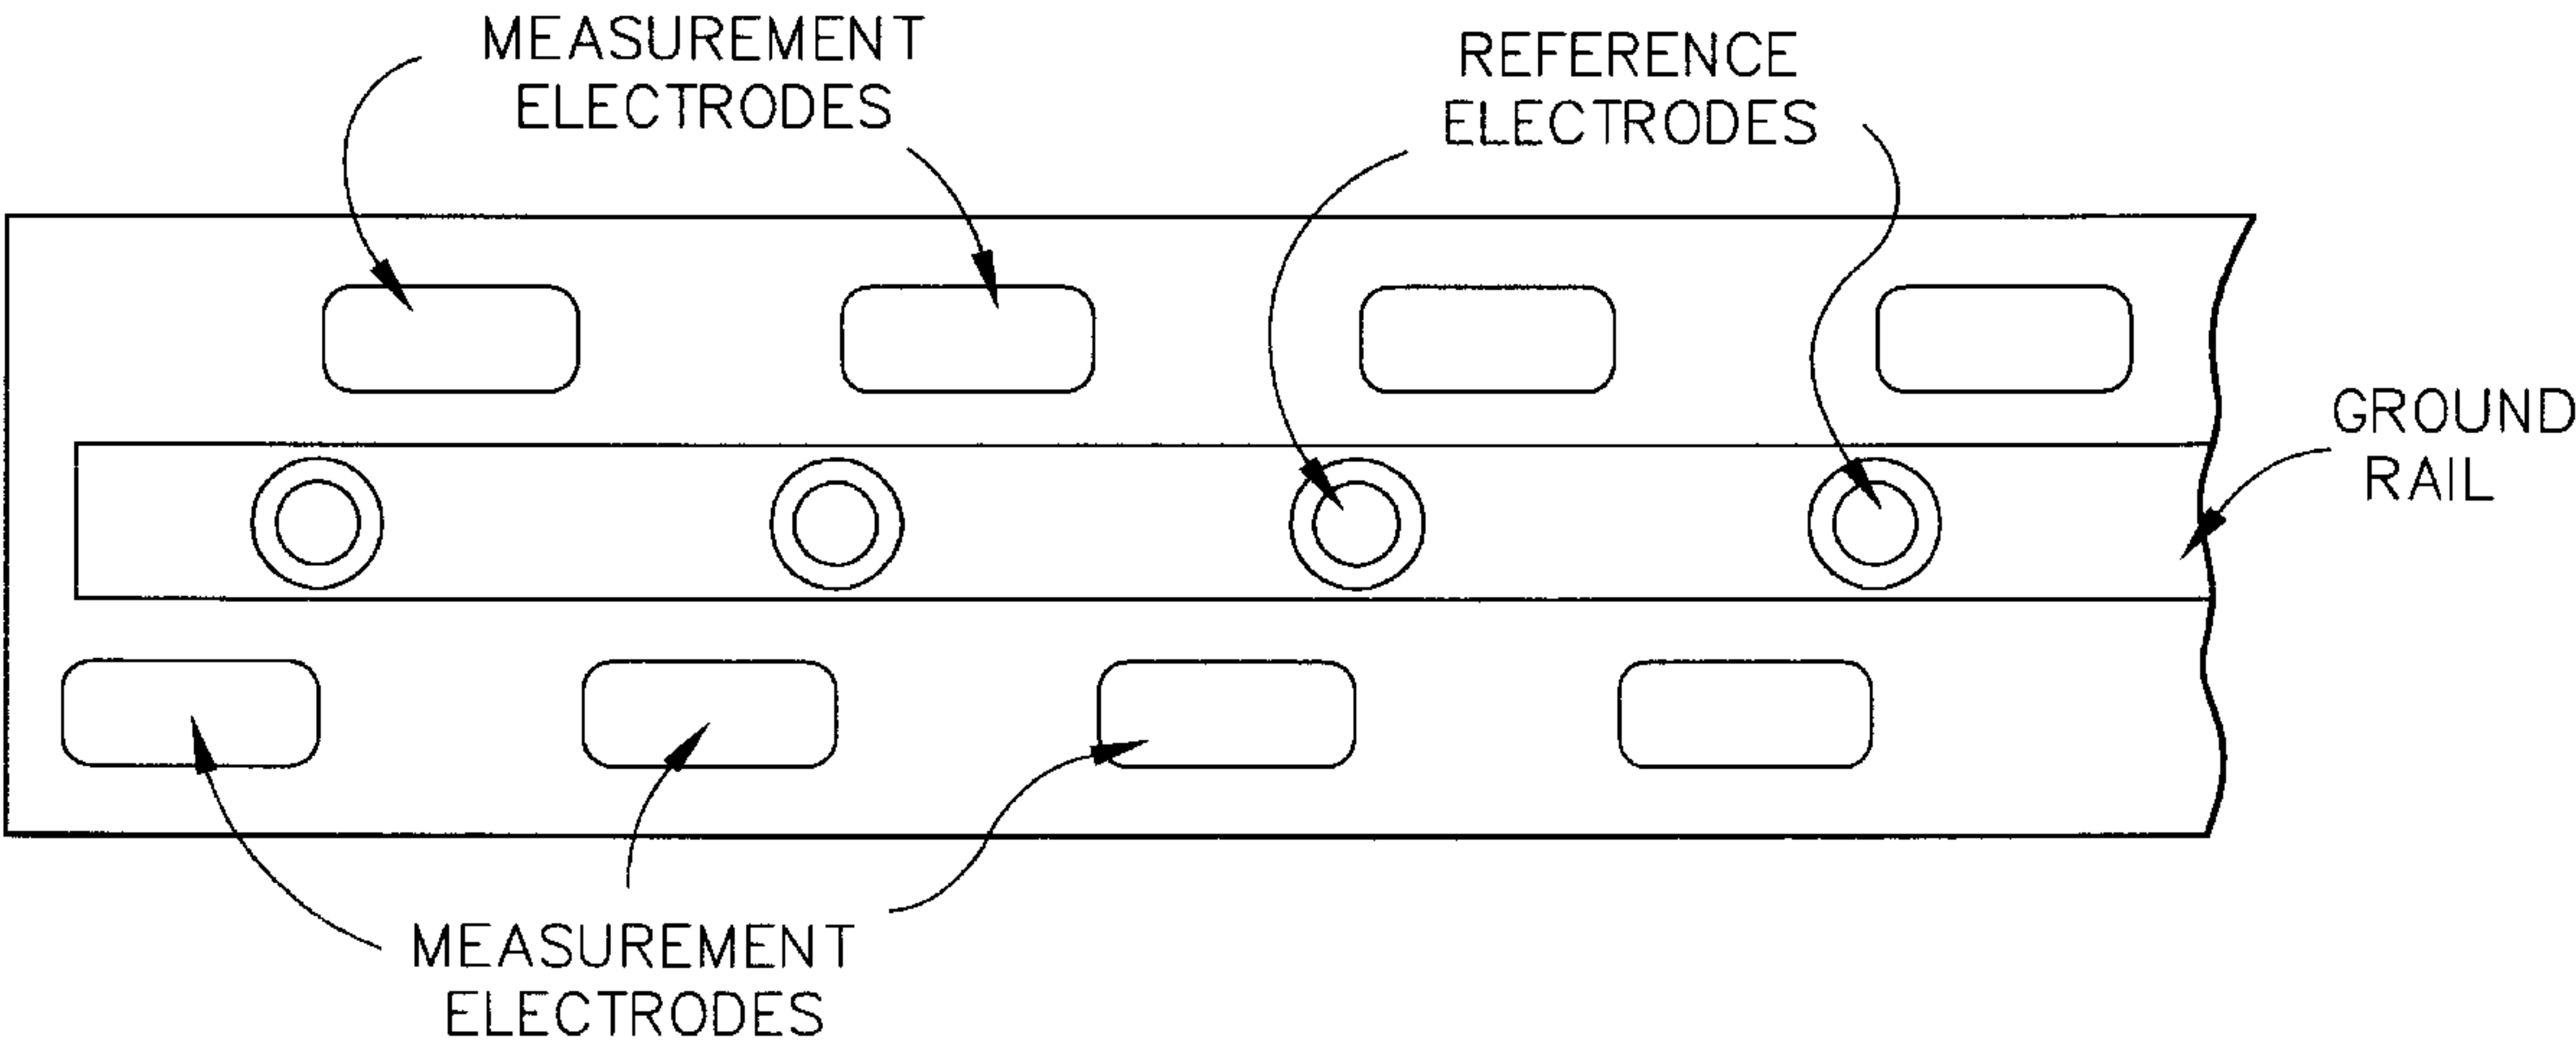 MEASUREMENT
ELECTRODES
REFERENCE
ELECTRODES
GROUND
RAIL
MEASUREMENT
ELECTRODES